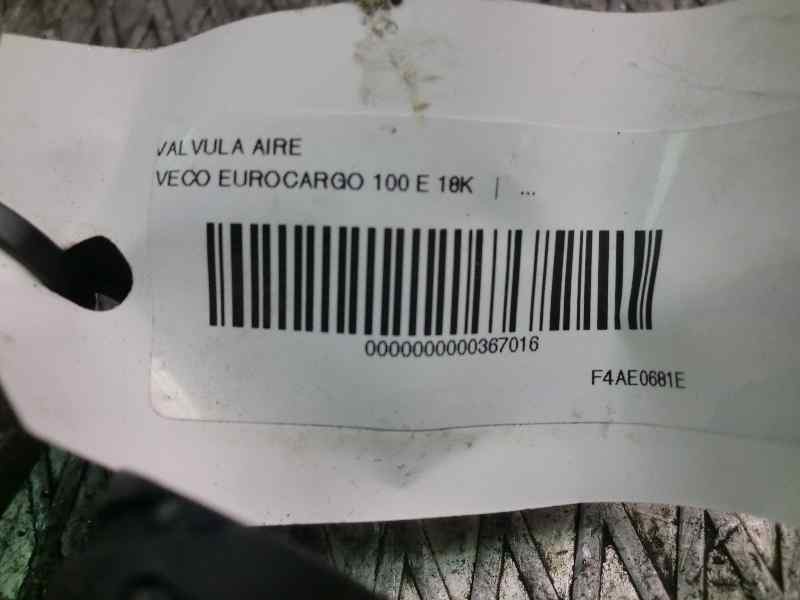 VALVULA AIRE
VECO EUROCARGO 100 E 18K | ...
0000000000367016
F4AE0681E